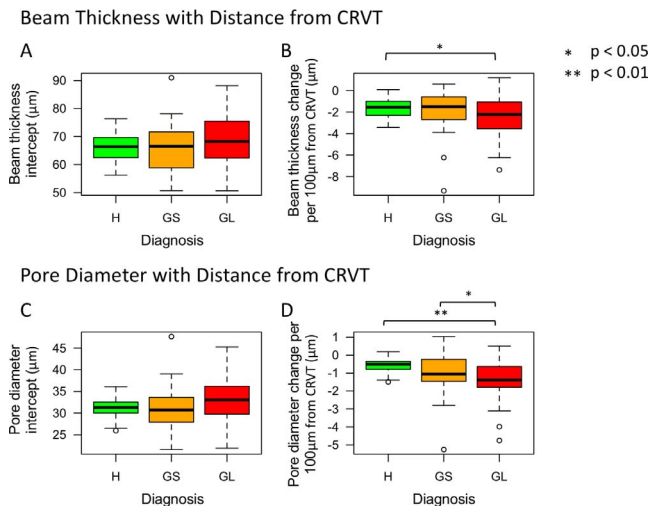 Beam Thickness with Distance from CRVT
A
B
*
* p < 0.05
** p < 0.01
Beam thickness
intercept (µm)
90
80
70
60
50
H GS GL
Diagnosis
Beam thickness change
per 100µm from CRVT (µm)
0
-2
-4
-6
-8
H GS GL
Diagnosis
Pore Diameter with Distance from CRVT
C
D
*
**
Pore diameter
intercept (µm)
45
40
35
30
25
H GS GL
Diagnosis
Pore diameter change per
100µm from CRVT (µm)
0
-1
-2
-3
-4
-5
H GS GL
Diagnosis